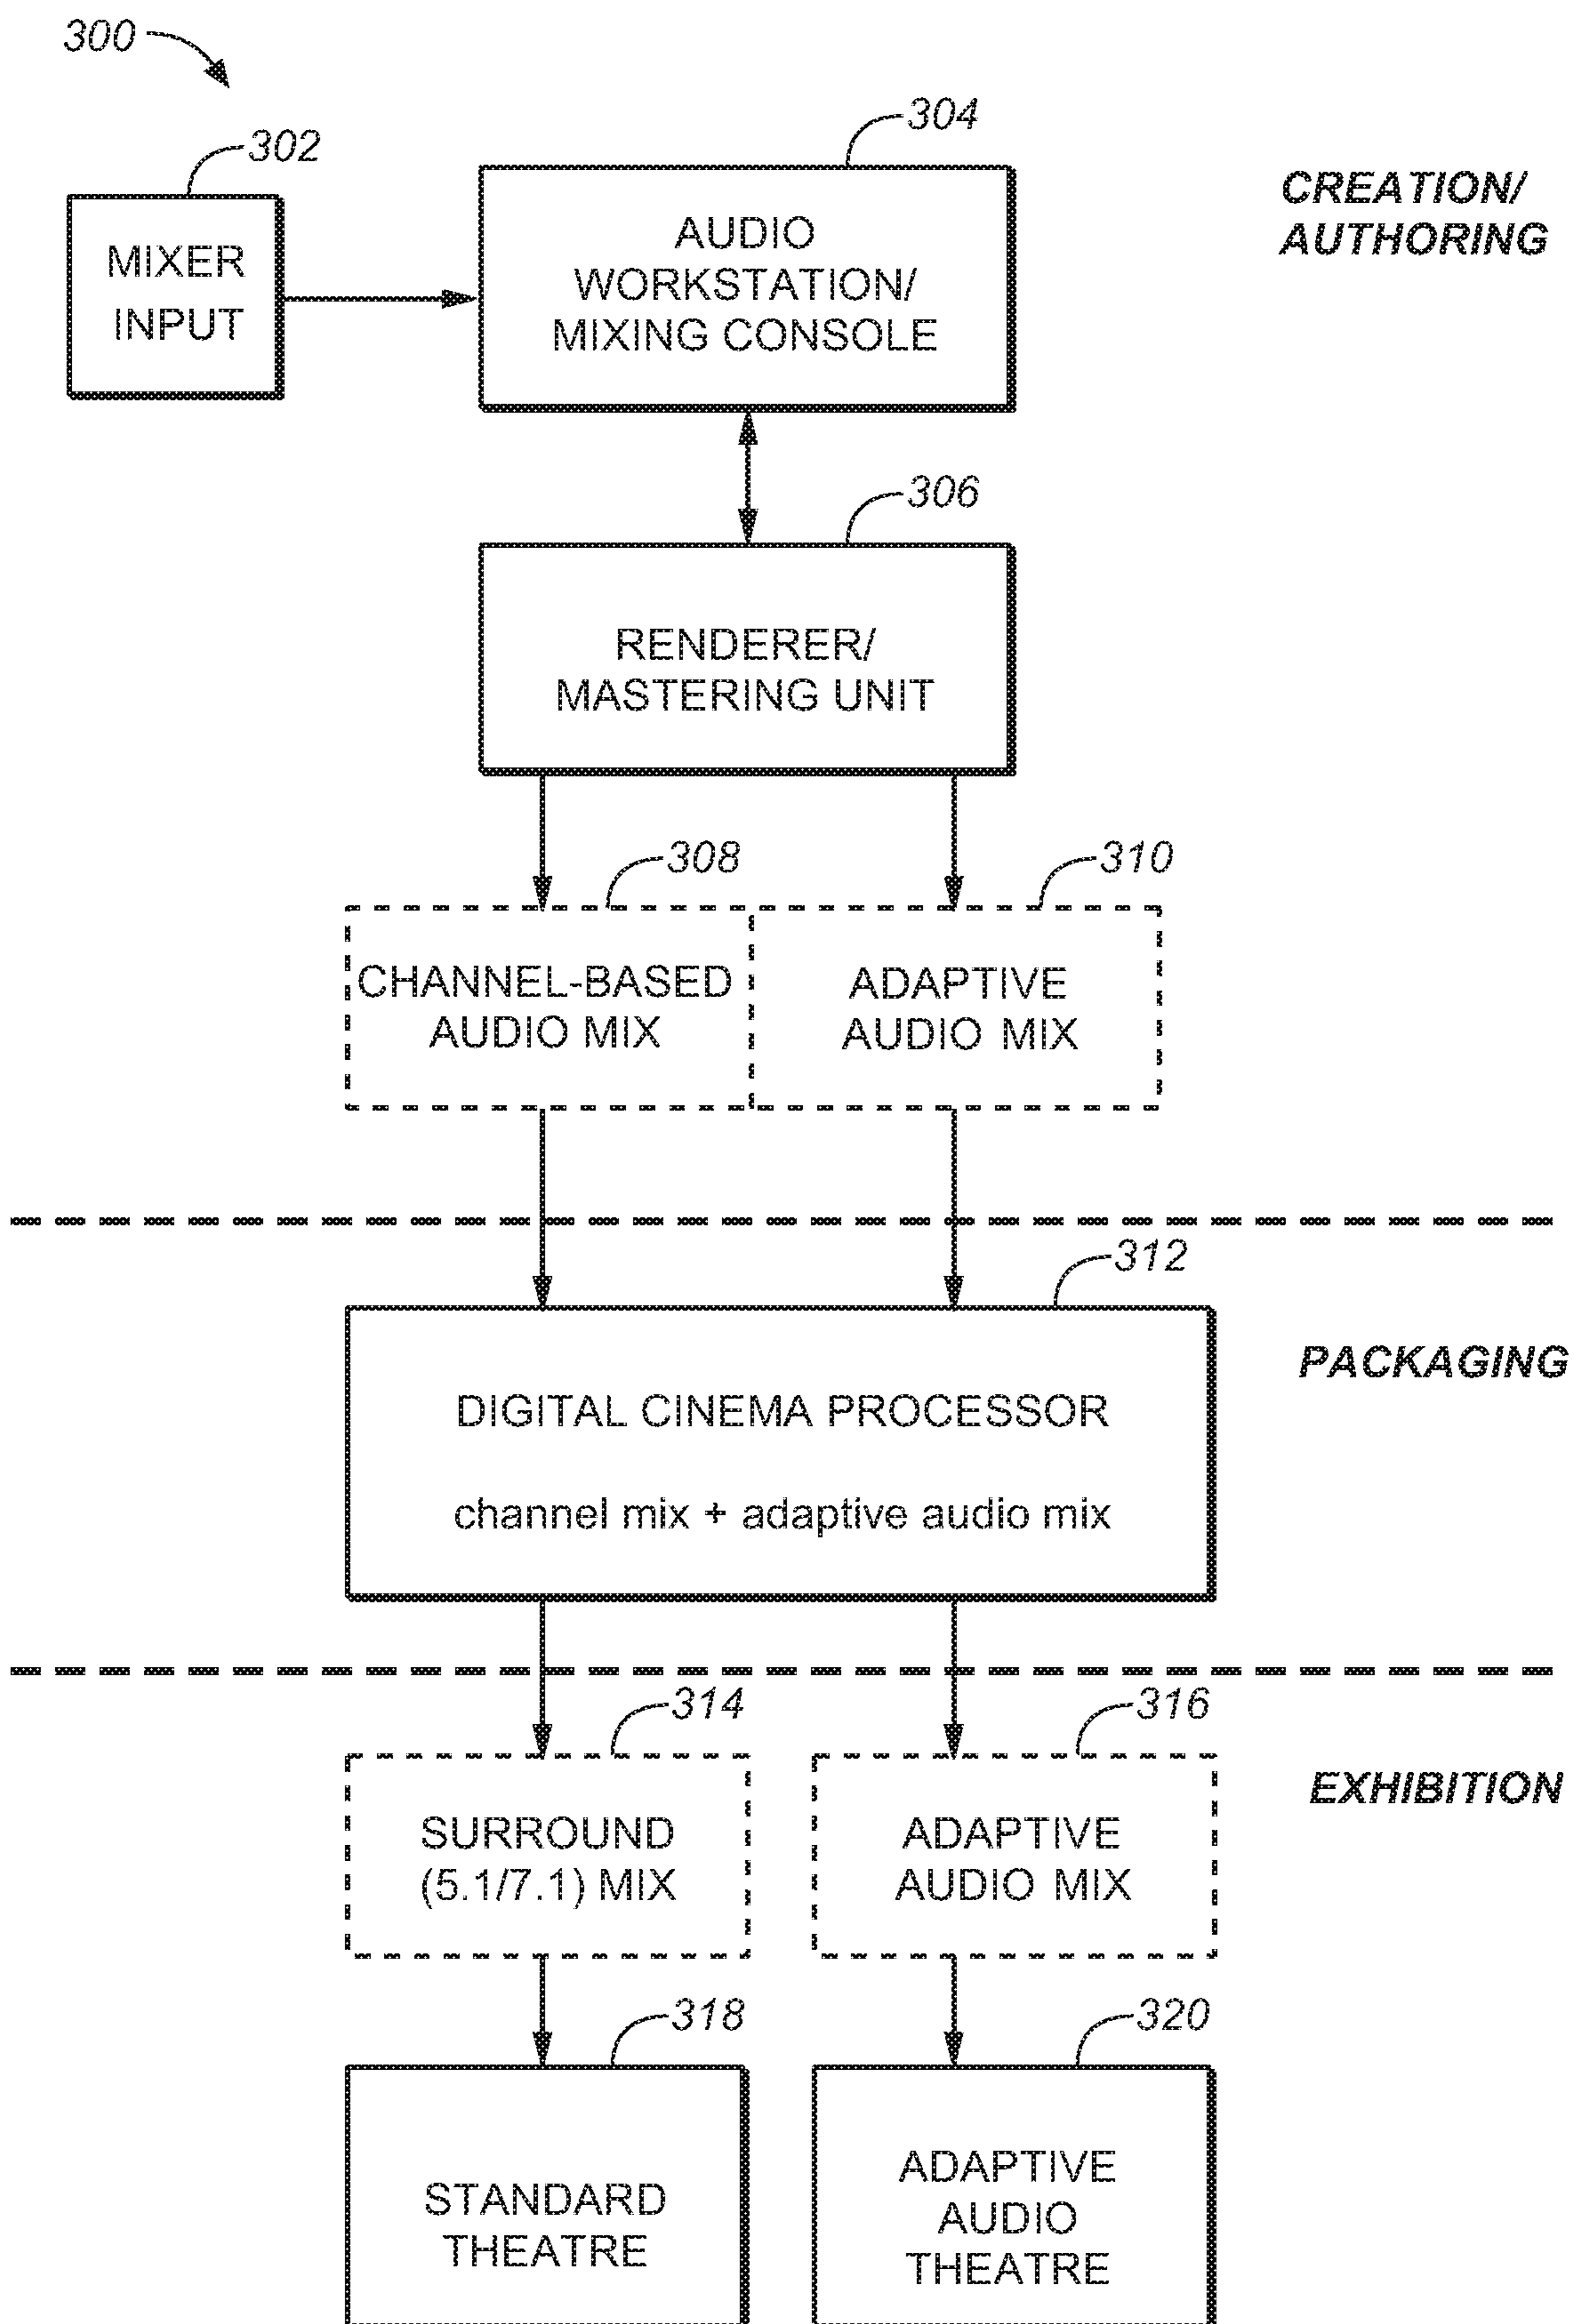 300
302
304
CREATION/
AUTHORING
MIXER
INPUT
AUDIO
WORKSTATION/
MIXING CONSOLE
306
RENDERER/
MASTERING UNIT
308
310
CHANNEL-BASED
AUDIO MIX
ADAPTIVE
AUDIO MIX
312
PACKAGING
DIGITAL CINEMA PROCESSOR
channel mix + adaptive audio mix
314
316
EXHIBITION
SURROUND
(5.1/7.1) MIX
ADAPTIVE
AUDIO MIX
318
320
STANDARD
THEATRE
ADAPTIVE
AUDIO
THEATRE